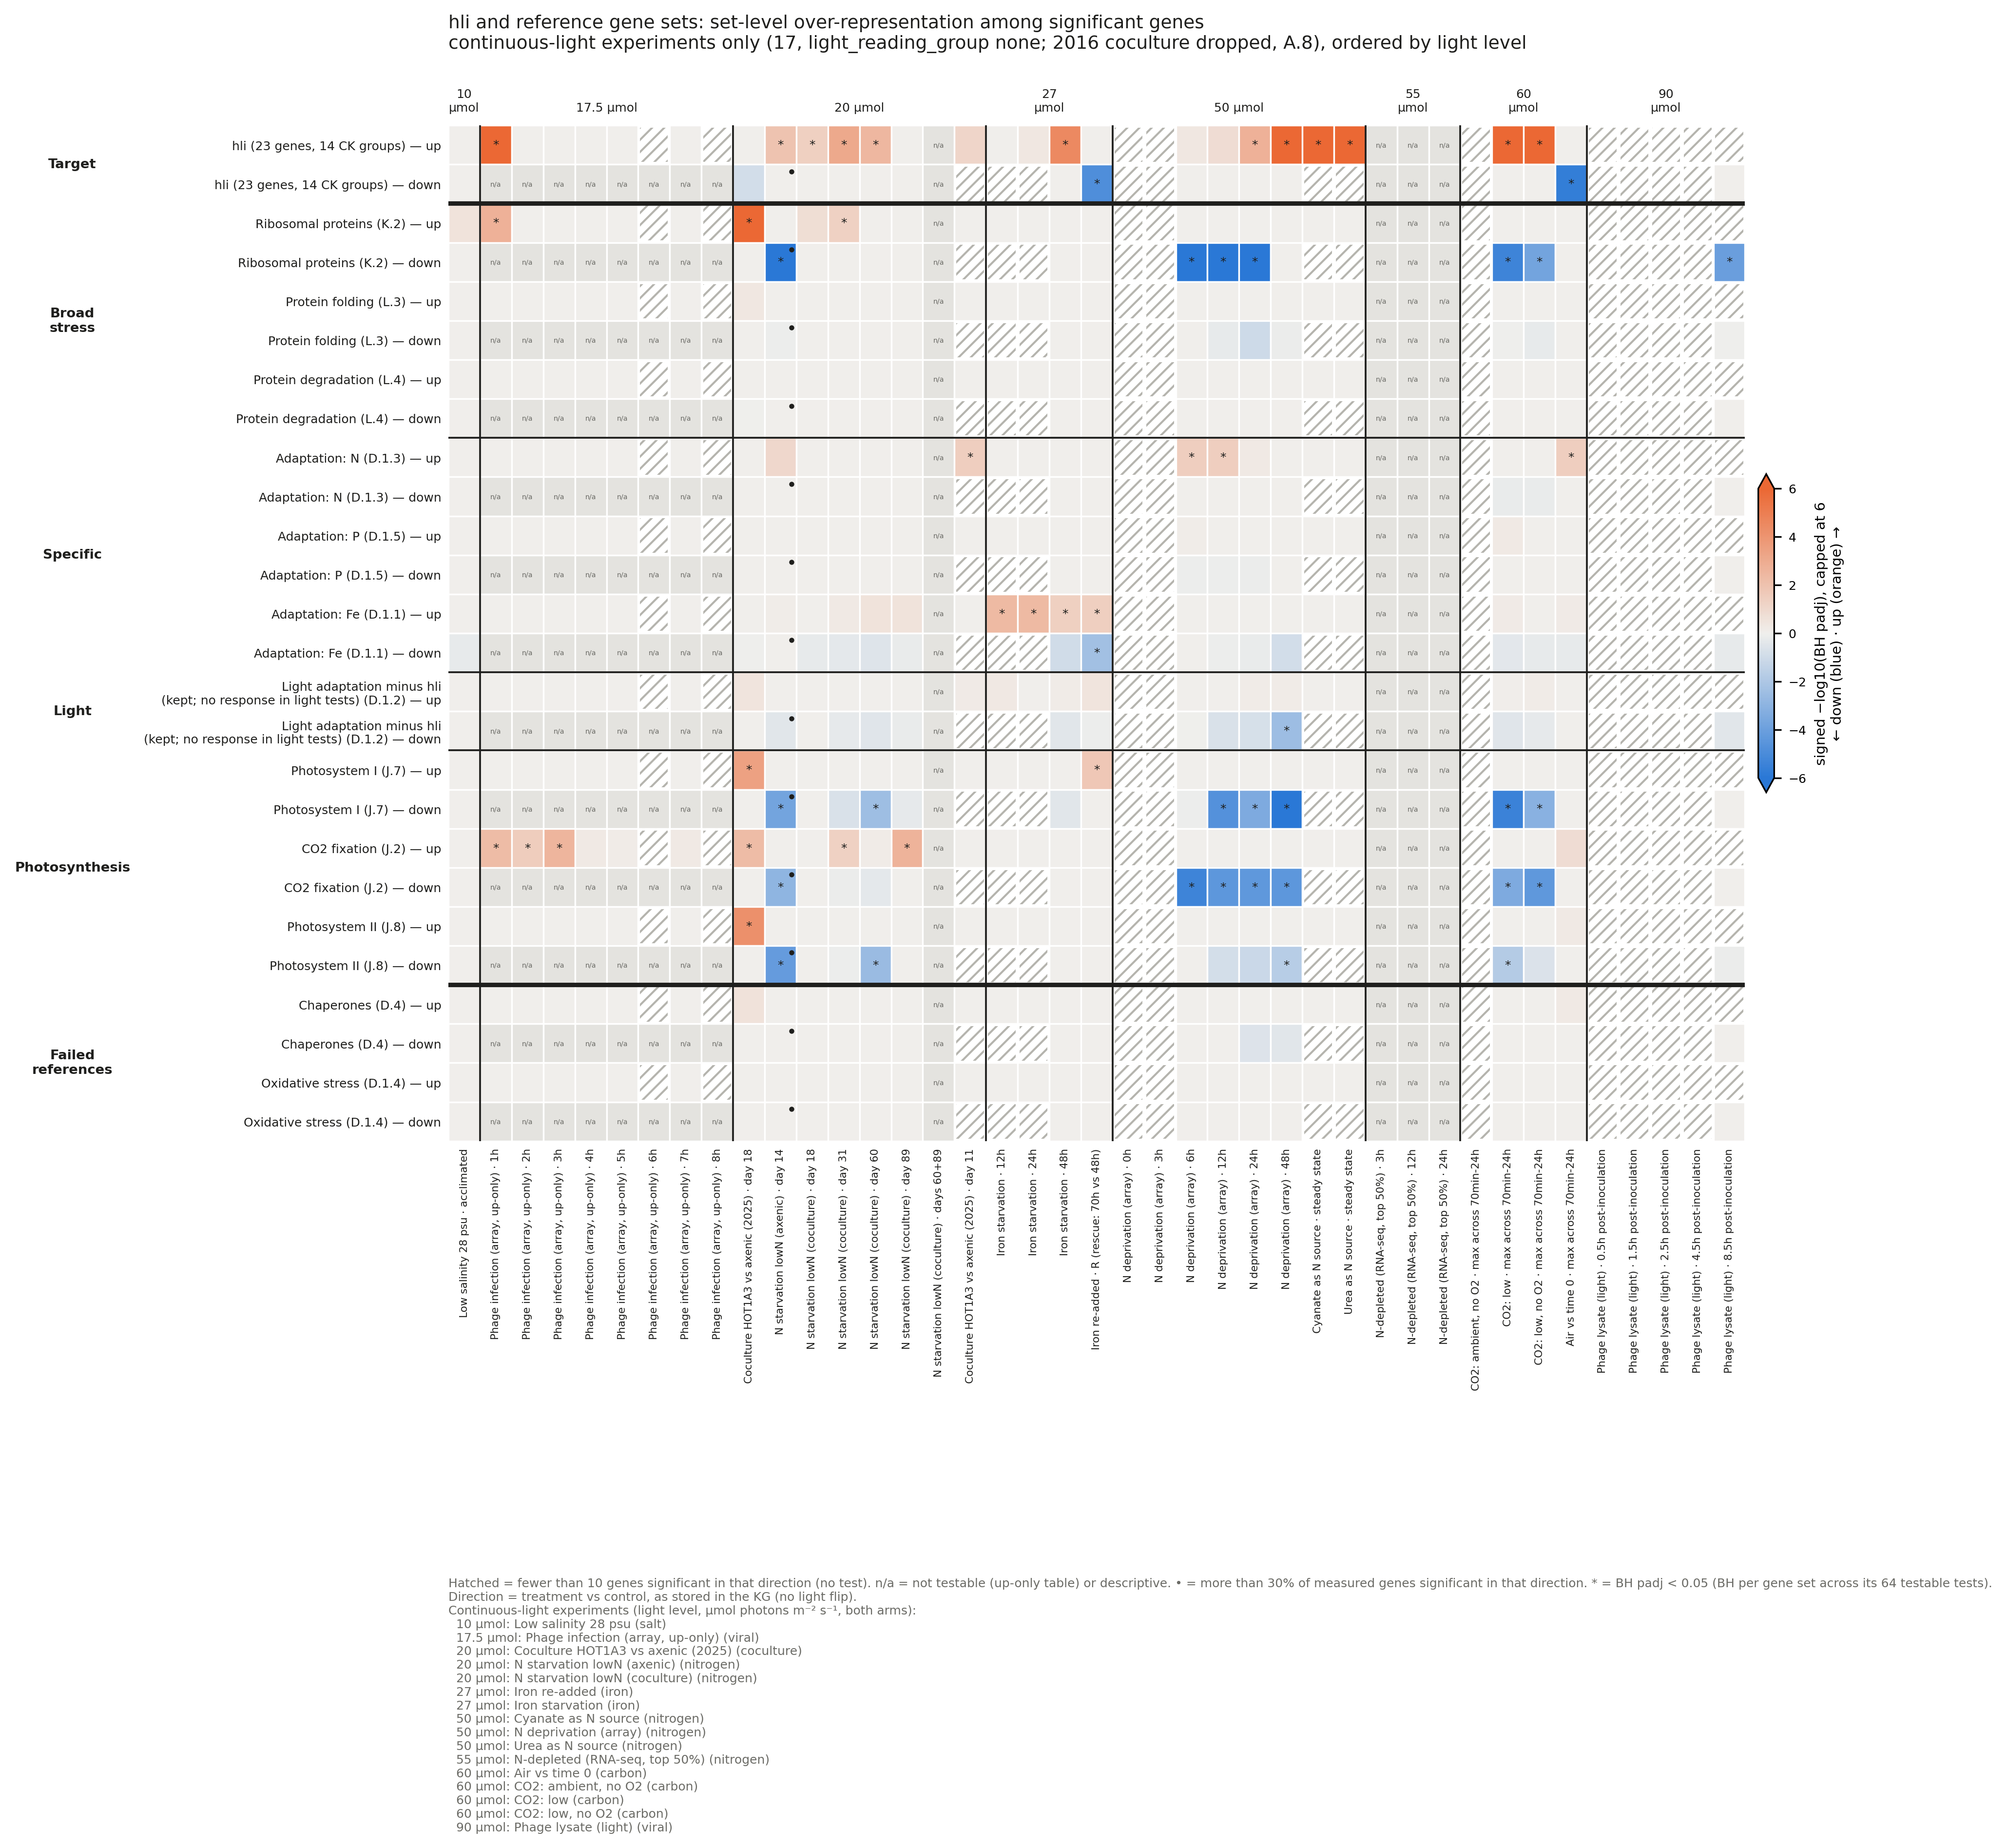 hli and reference gene sets: set-level over-representation among significant genes
continuous-light experiments only (17, light_reading_group none; 2016 coculture dropped, A.8), ordered by light level
10 µmol
17.5 µmol
20 µmol
27 µmol
50 µmol
55 µmol
60 µmol
90 µmol
Target
hli (23 genes, 14 CK groups) — up
* * * * * n/a * * * * * n/a n/a n/a * *
hli (23 genes, 14 CK groups) — down
n/a n/a n/a n/a n/a n/a n/a n/a • n/a * n/a n/a n/a *
Broad stress
Ribosomal proteins (K.2) — up
* * * n/a n/a n/a n/a
Ribosomal proteins (K.2) — down
n/a n/a n/a n/a n/a n/a n/a n/a * • n/a * * * n/a n/a n/a * * *
Protein folding (L.3) — up
n/a n/a n/a n/a
Protein folding (L.3) — down
n/a n/a n/a n/a n/a n/a n/a n/a • n/a n/a n/a n/a
Protein degradation (L.4) — up
n/a n/a n/a n/a
Protein degradation (L.4) — down
n/a n/a n/a n/a n/a n/a n/a n/a • n/a n/a n/a n/a
Specific
Adaptation: N (D.1.3) — up
n/a * * * n/a n/a n/a *
Adaptation: N (D.1.3) — down
n/a n/a n/a n/a n/a n/a n/a n/a • n/a n/a n/a n/a
Adaptation: P (D.1.5) — up
n/a n/a n/a n/a
Adaptation: P (D.1.5) — down
n/a n/a n/a n/a n/a n/a n/a n/a • n/a n/a n/a n/a
Adaptation: Fe (D.1.1) — up
n/a * * * * n/a n/a n/a
Adaptation: Fe (D.1.1) — down
n/a n/a n/a n/a n/a n/a n/a n/a • n/a * n/a n/a n/a
Light
Light adaptation minus hli
(kept; no response in light tests) (D.1.2) — up
n/a n/a n/a n/a
Light adaptation minus hli
(kept; no response in light tests) (D.1.2) — down
n/a n/a n/a n/a n/a n/a n/a n/a • n/a * n/a n/a n/a
Photosynthesis
Photosystem I (J.7) — up
* n/a * n/a n/a n/a
Photosystem I (J.7) — down
n/a n/a n/a n/a n/a n/a n/a n/a * • * n/a * * * n/a n/a n/a * *
CO2 fixation (J.2) — up
* * * * * * n/a n/a n/a n/a
CO2 fixation (J.2) — down
n/a n/a n/a n/a n/a n/a n/a n/a * • n/a * * * * n/a n/a n/a * *
Photosystem II (J.8) — up
* n/a n/a n/a n/a
Photosystem II (J.8) — down
n/a n/a n/a n/a n/a n/a n/a n/a * • * n/a * n/a n/a n/a *
Failed references
Chaperones (D.4) — up
n/a n/a n/a n/a
Chaperones (D.4) — down
n/a n/a n/a n/a n/a n/a n/a n/a • n/a n/a n/a n/a
Oxidative stress (D.1.4) — up
n/a n/a n/a n/a
Oxidative stress (D.1.4) — down
n/a n/a n/a n/a n/a n/a n/a n/a • n/a n/a n/a n/a
6
4
2
0
−2
−4
−6
signed −log10(BH padj), capped at 6
← down (blue) · up (orange) →
Low salinity 28 psu · acclimated
Phage infection (array, up-only) · 1h
Phage infection (array, up-only) · 2h
Phage infection (array, up-only) · 3h
Phage infection (array, up-only) · 4h
Phage infection (array, up-only) · 5h
Phage infection (array, up-only) · 6h
Phage infection (array, up-only) · 7h
Phage infection (array, up-only) · 8h
Coculture HOT1A3 vs axenic (2025) · day 18
N starvation lowN (axenic) · day 14
N starvation lowN (coculture) · day 18
N starvation lowN (coculture) · day 31
N starvation lowN (coculture) · day 60
N starvation lowN (coculture) · day 89
N starvation lowN (coculture) · days 60+89
Coculture HOT1A3 vs axenic (2025) · day 11
Iron starvation · 12h
Iron starvation · 24h
Iron starvation · 48h
Iron re-added · R (rescue: 70h vs 48h)
N deprivation (array) · 0h
N deprivation (array) · 3h
N deprivation (array) · 6h
N deprivation (array) · 12h
N deprivation (array) · 24h
N deprivation (array) · 48h
Cyanate as N source · steady state
Urea as N source · steady state
N-depleted (RNA-seq, top 50%) · 3h
N-depleted (RNA-seq, top 50%) · 12h
N-depleted (RNA-seq, top 50%) · 24h
CO2: ambient, no O2 · max across 70min-24h
CO2: low · max across 70min-24h
CO2: low, no O2 · max across 70min-24h
Air vs time 0 · max across 70min-24h
Phage lysate (light) · 0.5h post-inoculation
Phage lysate (light) · 1.5h post-inoculation
Phage lysate (light) · 2.5h post-inoculation
Phage lysate (light) · 4.5h post-inoculation
Phage lysate (light) · 8.5h post-inoculation
Hatched = fewer than 10 genes significant in that direction (no test). n/a = not testable (up-only table) or descriptive. • = more than 30% of measured genes significant in that direction. * = BH padj < 0.05 (BH per gene set across its 64 testable tests).
Direction = treatment vs control, as stored in the KG (no light flip).
Continuous-light experiments (light level, µmol photons m⁻² s⁻¹, both arms):
10 µmol: Low salinity 28 psu (salt)
17.5 µmol: Phage infection (array, up-only) (viral)
20 µmol: Coculture HOT1A3 vs axenic (2025) (coculture)
20 µmol: N starvation lowN (axenic) (nitrogen)
20 µmol: N starvation lowN (coculture) (nitrogen)
27 µmol: Iron re-added (iron)
27 µmol: Iron starvation (iron)
50 µmol: Cyanate as N source (nitrogen)
50 µmol: N deprivation (array) (nitrogen)
50 µmol: Urea as N source (nitrogen)
55 µmol: N-depleted (RNA-seq, top 50%) (nitrogen)
60 µmol: Air vs time 0 (carbon)
60 µmol: CO2: ambient, no O2 (carbon)
60 µmol: CO2: low (carbon)
60 µmol: CO2: low, no O2 (carbon)
90 µmol: Phage lysate (light) (viral)